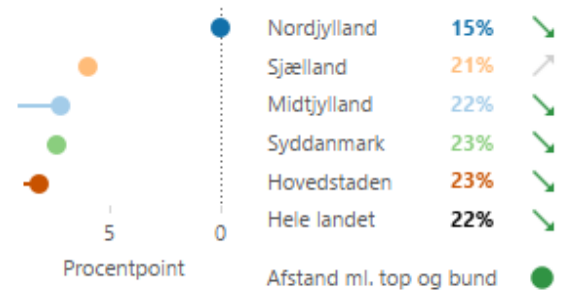 Nordjylland 15%
Sjælland 21%
Midtjylland 22%
Syddanmark 23%
Hovedstaden 23%
Hele landet 22%
5 0
Procentpoint
Afstand ml. top og bund